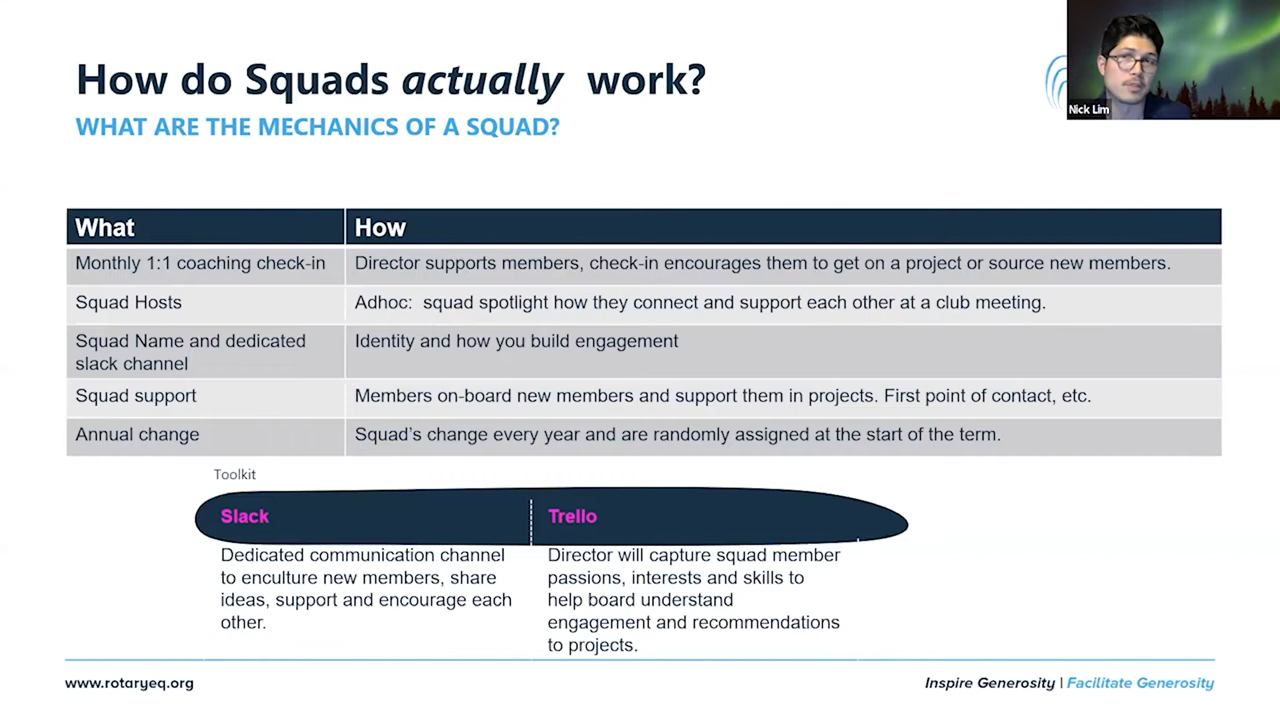 How do Squads actually work?
WHAT ARE THE MECHANICS OF A SQUAD?
Nick Lim
What How
Monthly 1:1 coaching check-in Director supports members, check-in encourages them to get on a project or source new members.
Squad Hosts Adhoc: squad spotlight how they connect and support each other at a club meeting.
Squad Name and dedicated Identity and how you build engagement
slack channel
Squad support Members on-board new members and support them in projects. First point of contact, etc.
Annual change Squad's change every year and are randomly assigned at the start of the term.
Toolkit
Slack
Dedicated communication channel
to enculture new members, share
ideas, support and encourage each
other.
Trello
Director will capture squad member
passions, interests and skills to
help board understand
engagement and recommendations
to projects.
www.rotaryeq.org
Inspire Generosity | Facilitate Generosity